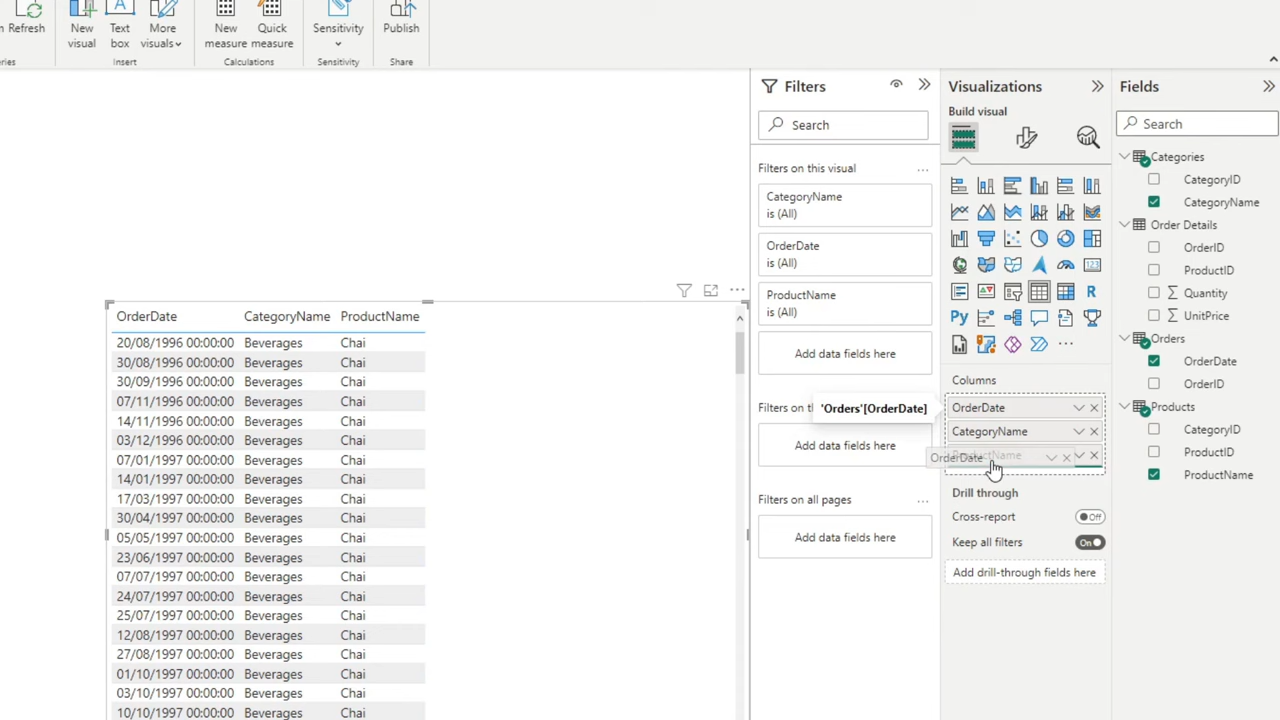 Refresh
New visual
Text box
More visuals
New measure
Quick measure
Sensitivity
Publish
ries
Insert
Calculations
Sensitivity
Share
Filters
Search
Filters on this visual
...
CategoryName
is (All)
OrderDate
is (All)
ProductName
is (All)
Add data fields here
Filters on th
'Orders'[OrderDate]
Add data fields here
Filters on all pages
...
Add data fields here
Visualizations
Build visual
123
R
Py
...
Columns
OrderDate
CategoryName
ProductName
OrderDate
Drill through
Cross-report
Off
Keep all filters
On
Add drill-through fields here
Fields
Search
Categories
CategoryID
CategoryName
Order Details
OrderID
ProductID
Quantity
UnitPrice
Orders
OrderDate
OrderID
Products
CategoryID
ProductID
ProductName
OrderDate CategoryName ProductName
20/08/1996 00:00:00 Beverages Chai
30/08/1996 00:00:00 Beverages Chai
30/09/1996 00:00:00 Beverages Chai
07/11/1996 00:00:00 Beverages Chai
14/11/1996 00:00:00 Beverages Chai
03/12/1996 00:00:00 Beverages Chai
07/01/1997 00:00:00 Beverages Chai
14/01/1997 00:00:00 Beverages Chai
17/03/1997 00:00:00 Beverages Chai
30/04/1997 00:00:00 Beverages Chai
05/05/1997 00:00:00 Beverages Chai
23/06/1997 00:00:00 Beverages Chai
07/07/1997 00:00:00 Beverages Chai
24/07/1997 00:00:00 Beverages Chai
25/07/1997 00:00:00 Beverages Chai
12/08/1997 00:00:00 Beverages Chai
27/08/1997 00:00:00 Beverages Chai
01/10/1997 00:00:00 Beverages Chai
03/10/1997 00:00:00 Beverages Chai
10/10/1997 00:00:00 Beverages Chai